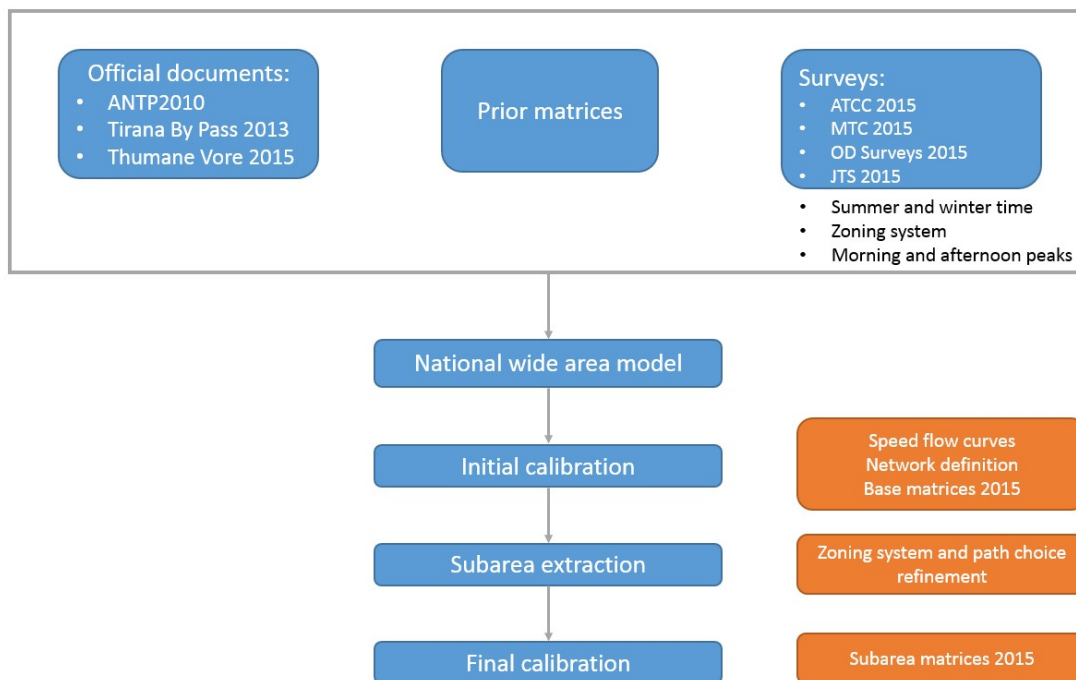 Official documents:
• ANTP2010
• Tirana By Pass 2013
• Thumane Vore 2015
Prior matrices
Surveys:
• ATCC 2015
• MTC 2015
• OD Surveys 2015
• JTS 2015
• Summer and winter time
• Zoning system
• Morning and afternoon peaks
National wide area model
Initial calibration
Speed flow curves
Network definition
Base matrices 2015
Subarea extraction
Zoning system and path choice
refinement
Final calibration
Subarea matrices 2015